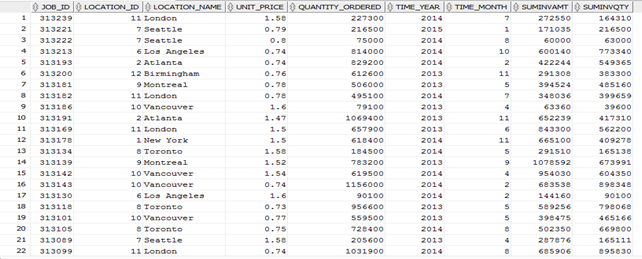 JOB_ID LOCATION_ID LOCATION_NAME UNIT_PRICE QUANTITY_ORDERED TIME_YEAR TIME_MONTH SUMINVAMT SUMINVQTY
1 313239 11 London 1.58 227300 2014 7 272550 164310
2 313221 7 Seattle 0.79 216500 2015 1 171035 216500
3 313222 7 Seattle 0.8 75000 2014 8 60000 63000
4 313213 6 Los Angeles 0.74 814000 2014 10 600140 773340
5 313193 2 Atlanta 0.74 829200 2014 2 422244 549365
6 313200 12 Birmingham 0.76 612600 2013 11 291308 383300
7 313181 9 Montreal 0.78 506000 2013 5 394524 485160
8 313182 11 London 0.78 495100 2014 7 348036 399659
9 313186 10 Vancouver 1.6 79100 2013 4 63360 39600
10 313191 2 Atlanta 1.47 1069400 2013 11 652239 417310
11 313169 11 London 1.5 657900 2013 6 843300 562200
12 313178 1 New York 1.5 618400 2014 11 665100 409278
13 313134 8 Toronto 1.58 184500 2014 5 291510 165138
14 313139 9 Montreal 1.52 783200 2013 9 1078592 673991
15 313142 10 Vancouver 1.54 619500 2014 4 954030 604350
16 313143 10 Vancouver 0.74 1156000 2014 2 683538 898348
17 313130 6 Los Angeles 1.6 90100 2014 2 144160 90100
18 313118 8 Toronto 0.73 956600 2013 5 589256 798068
19 313101 10 Vancouver 0.77 559500 2013 5 398475 465166
20 313105 8 Toronto 0.75 728400 2014 8 502350 669800
21 313089 7 Seattle 1.58 205600 2013 4 287876 165111
22 313099 11 London 0.74 1031900 2014 8 685906 895830